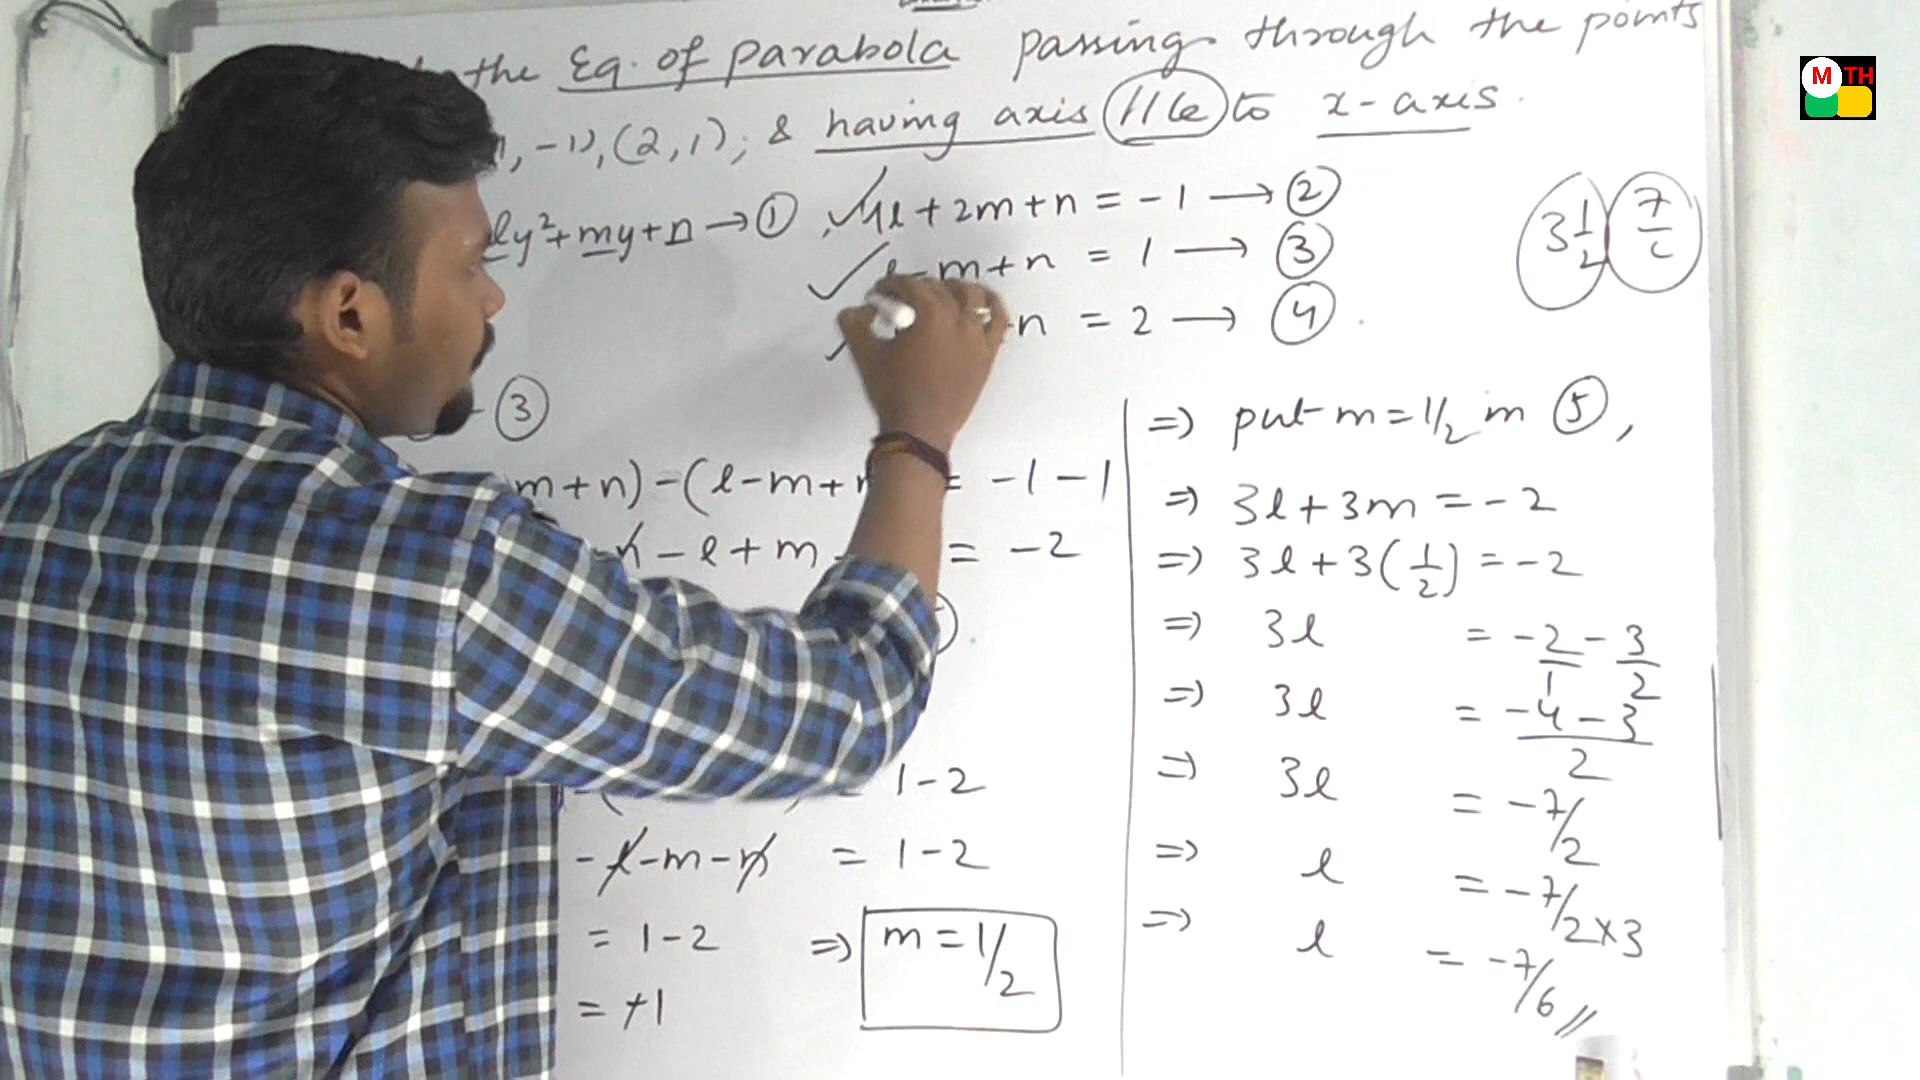 the Eq. of parabola passing through the points
, -1), (2, 1), & having axis //le to x-axis.
ly²+my+n → ① , 4l + 2m + n = -1 → ②
l - m + n = 1 → ③
n = 2 → ④
3 1/2 7/
- ③
m + n) - (l - m + n = -1 - 1
- n - l + m = -2
= 1 - 2
- l - m - n = 1 - 2
= 1 - 2 ⇒ m = 1/2
= +1
⇒ put m = 1/2 m ⑤ ,
⇒ 3l + 3m = -2
⇒ 3l + 3(1/2) = -2
⇒ 3l = -2/1 - 3/2
⇒ 3l = -4 - 3 / 2
⇒ 3l = -7/2
⇒ l = -7/2×3
⇒ l = -7/6 //
M TH